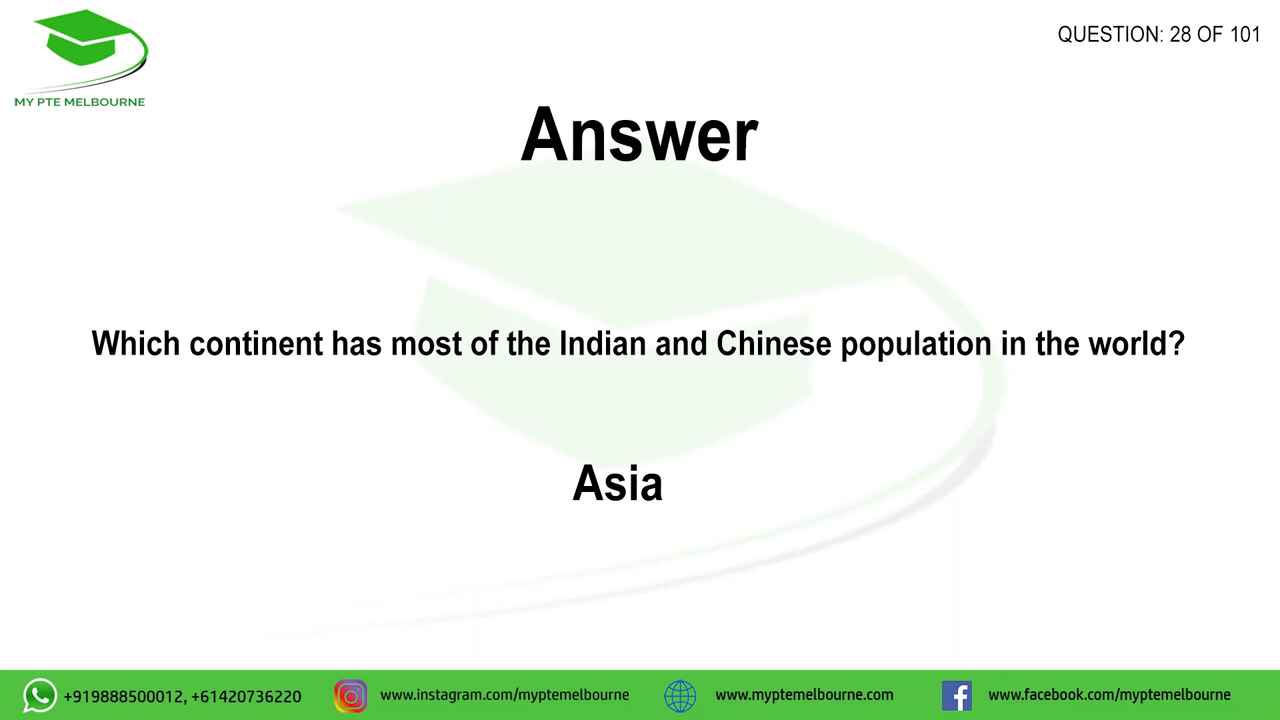 MY PTE MELBOURNE
QUESTION: 28 OF 101
Answer
Which continent has most of the Indian and Chinese population in the world?
Asia
+919888500012, +61420736220
www.instagram.com/myptemelbourne
www.myptemelbourne.com
www.facebook.com/myptemelbourne